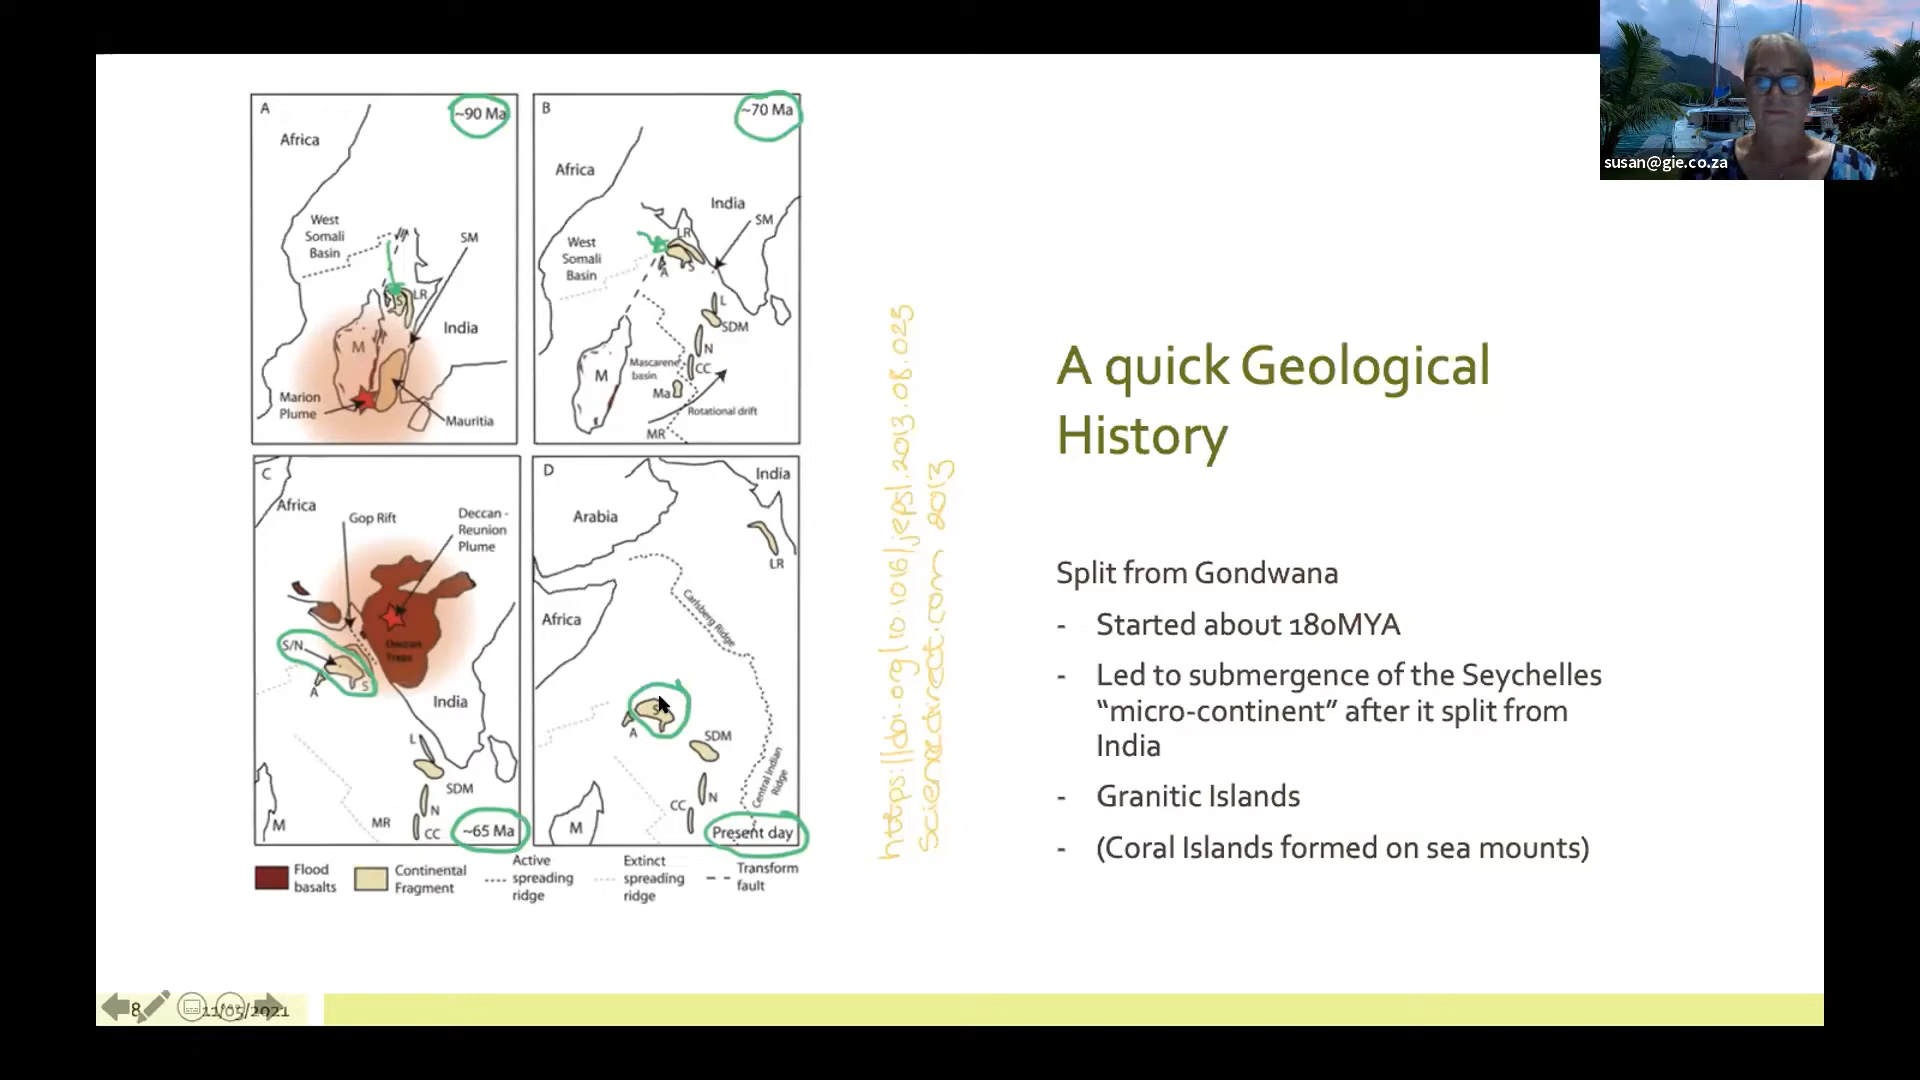 A
~90 Ma
Africa
West
Somali
Basin
SM
S
LR
India
M
Marion
Plume
Mauritia
B
~70 Ma
Africa
India
SM
LR
West
Somali
Basin
A
S
L
SDM
N
Mascarene
basin
CC
M
Ma
Rotational drift
MR
C
Africa
Gop Rift
Deccan -
Reunion
Plume
Deccan
Traps
S/N
A
S
India
L
SDM
N
M
MR
CC
~65 Ma
D
India
Arabia
LR
Africa
Carlsberg Ridge
S
A
SDM
Central Indian
Ridge
CC
N
M
Present day
Flood
basalts
Continental
Fragment
Active
spreading
ridge
Extinct
spreading
ridge
Transform
fault
https://doi.org/10.1016/jepsl.2013.08.023
sciencedirect.com 2013
A quick Geological
History
Split from Gondwana
- Started about 180MYA
- Led to submergence of the Seychelles
“micro-continent” after it split from
India
- Granitic Islands
- (Coral Islands formed on sea mounts)
8
11/05/2021
susan@gie.co.za